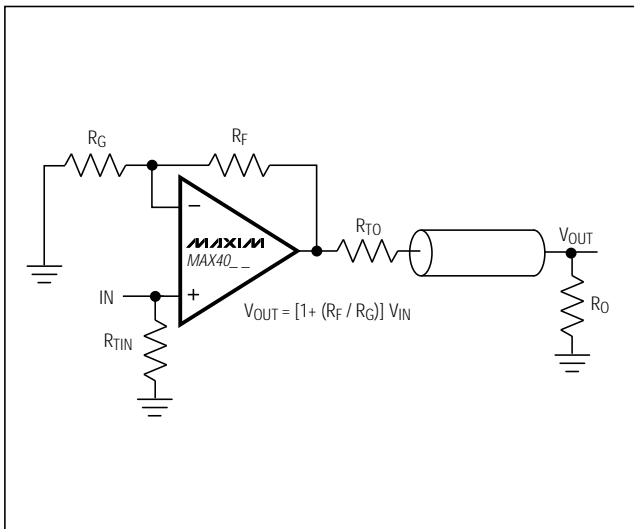 RG
RF
−
MAXIM
MAX40_ _
RTO
VOUT
IN
+
VOUT = [1+ (RF / RG)] VIN
RO
RTIN